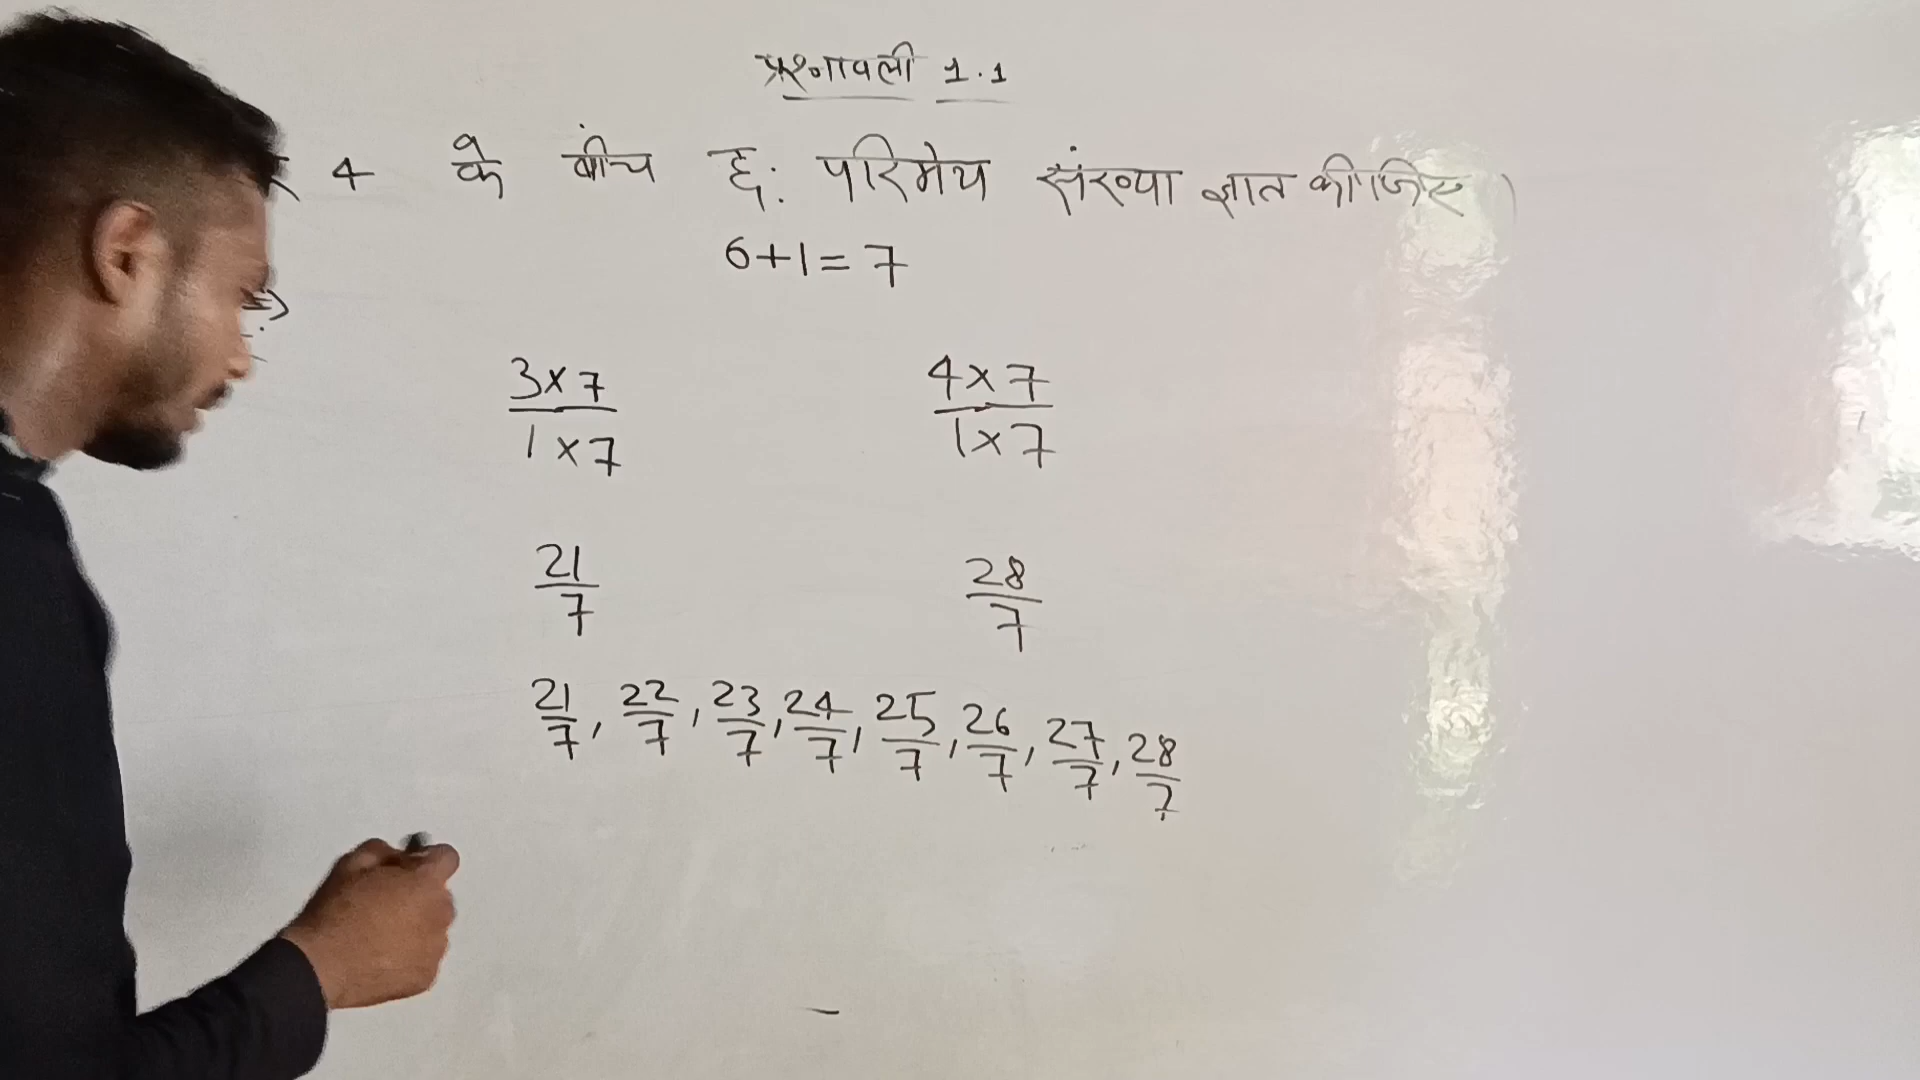 प्रश्नावली 1.1
4 के बीच छ: परिमेय संख्या ज्ञात कीजिए।
6+1=7
⇒
3×7/1×7 4×7/1×7
21/7 28/7
21/7, 22/7, 23/7, 24/7, 25/7, 26/7, 27/7, 28/7